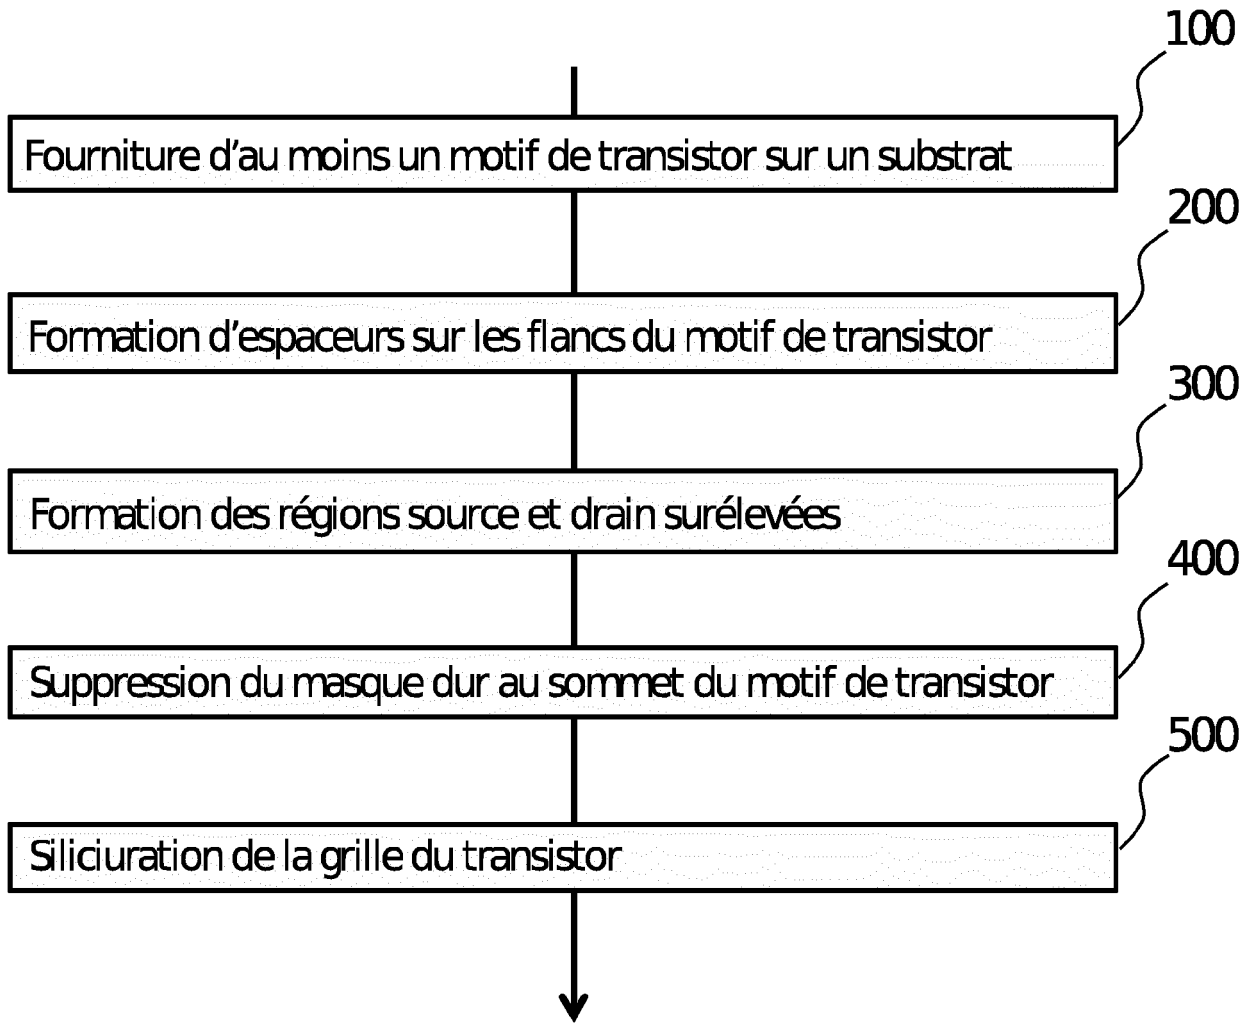 100
Fourniture d'au moins un motif de transistor sur un substrat
200
Formation d'espaceurs sur les flancs du motif de transistor
300
Formation des régions source et drain surélevées
400
Suppression du masque dur au sommet du motif de transistor
500
Siliciuration de la grille du transistor